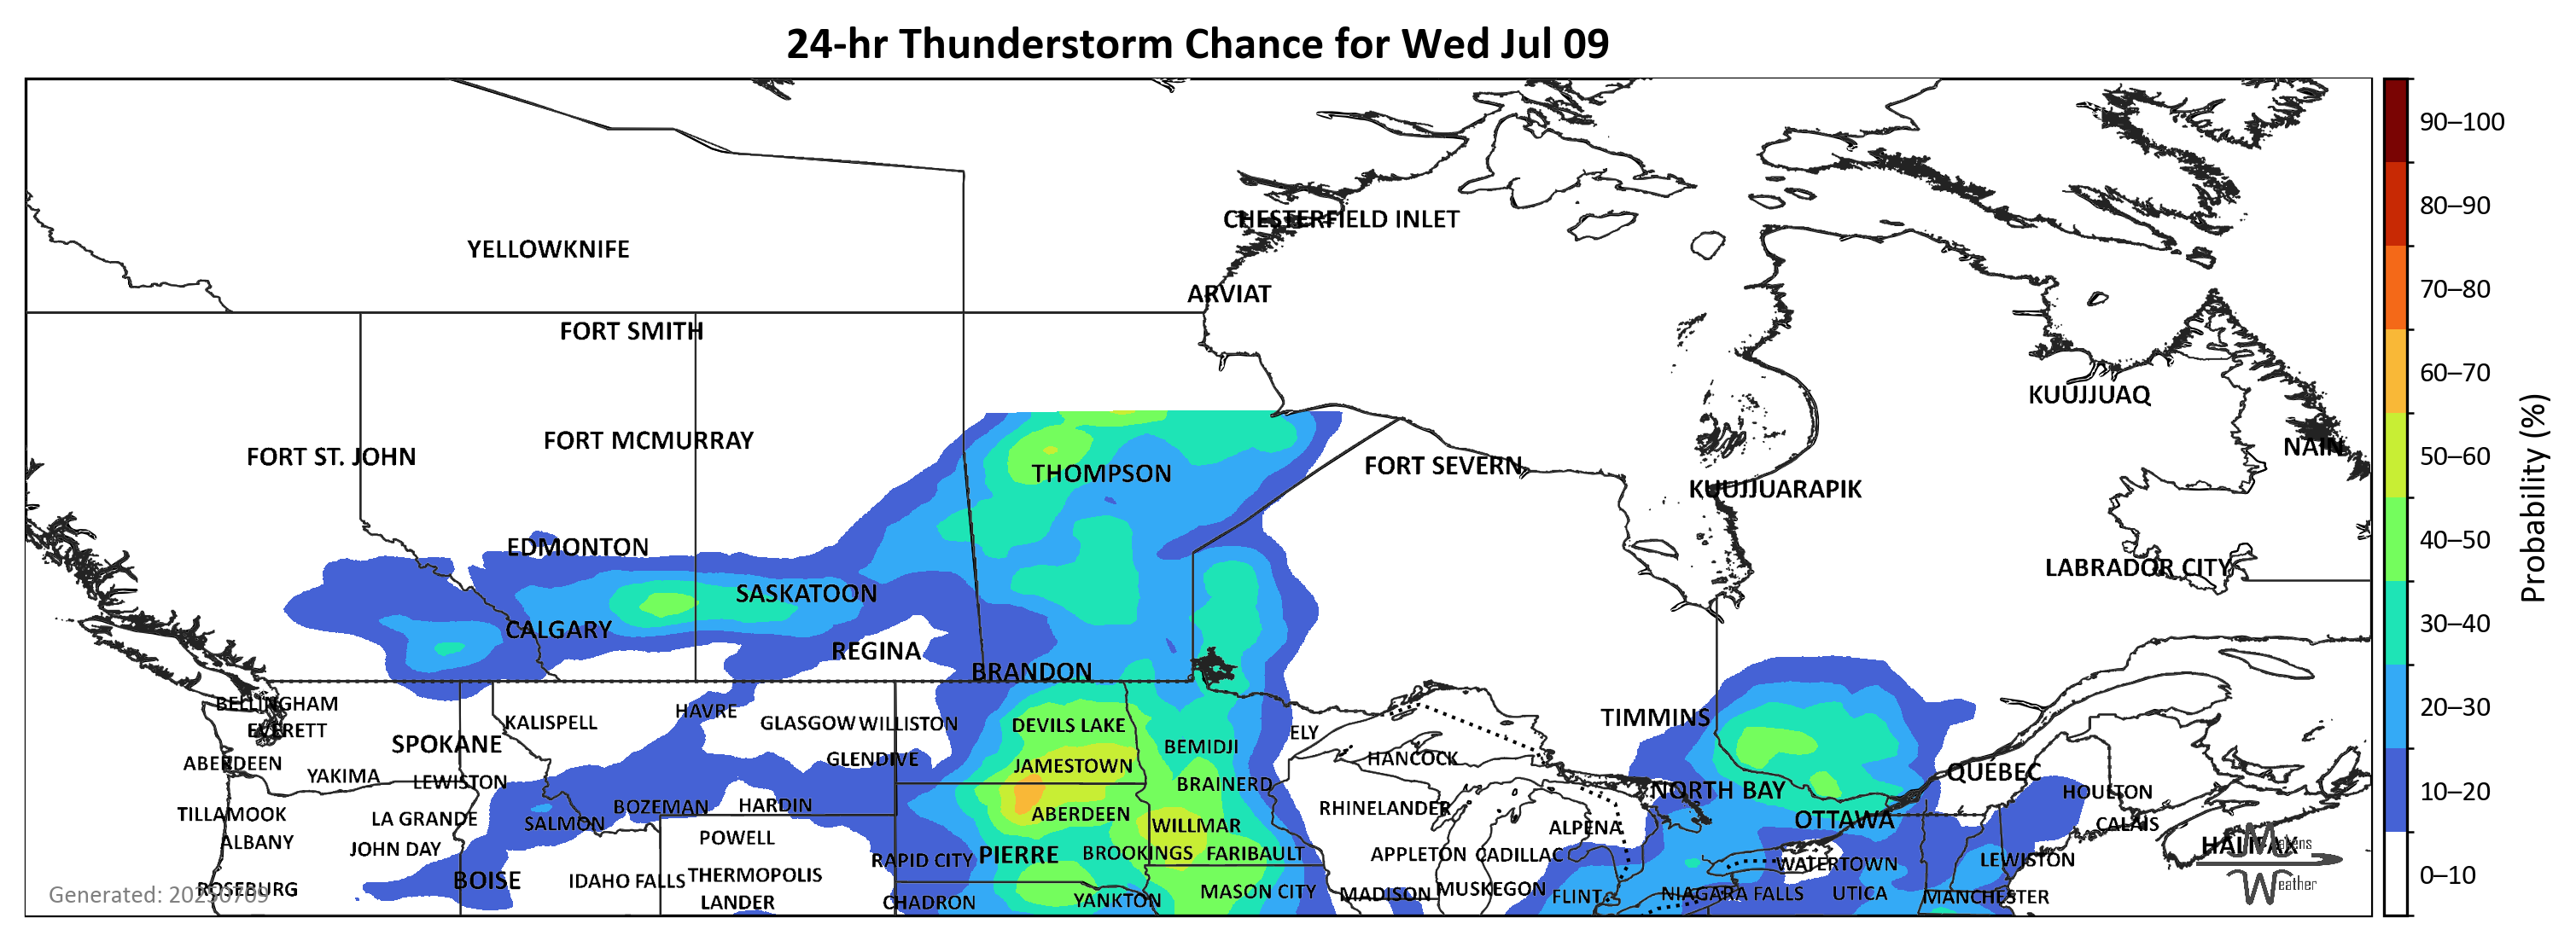 24-hr Thunderstorm Chance for Wed Jul 09
90–100
80–90
70–80
60–70
50–60
40–50
30–40
20–30
10–20
0–10
Probability (%)
CHESTERFIELD INLET
YELLOWKNIFE
ARVIAT
FORT SMITH
KUUJJUAQ
FORT MCMURRAY
NAIN
FORT ST. JOHN
FORT SEVERN
THOMPSON
KUUJJUARAPIK
EDMONTON
LABRADOR CITY
SASKATOON
CALGARY
REGINA
BRANDON
BELLINGHAM
HAVRE
TIMMINS
KALISPELL
GLASGOW
WILLISTON
DEVILS LAKE
EVERETT
ELY
SPOKANE
BEMIDJI
GLENDIVE
HANCOCK
ABERDEEN
JAMESTOWN
QUÉBEC
YAKIMA
LEWISTON
BRAINERD
NORTH BAY
HOULTON
BOZEMAN
HARDIN
RHINELANDER
TILLAMOOK
ABERDEEN
LA GRANDE
OTTAWA
SALMON
WILLMAR
CALAIS
ALPENA
POWELL
ALBANY
HALIFAX
JOHN DAY
BROOKINGS
FARIBAULT
APPLETON
CADILLAC
PIERRE
RAPID CITY
LEWISTON
WATERTOWN
THERMOPOLIS
BOISE
IDAHO FALLS
ROSEBURG
MUSKEGON
MASON CITY
MADISON
NIAGARA FALLS
UTICA
FLINT
MANCHESTER
YANKTON
LANDER
CHADRON
Generated: 20250709
Weather